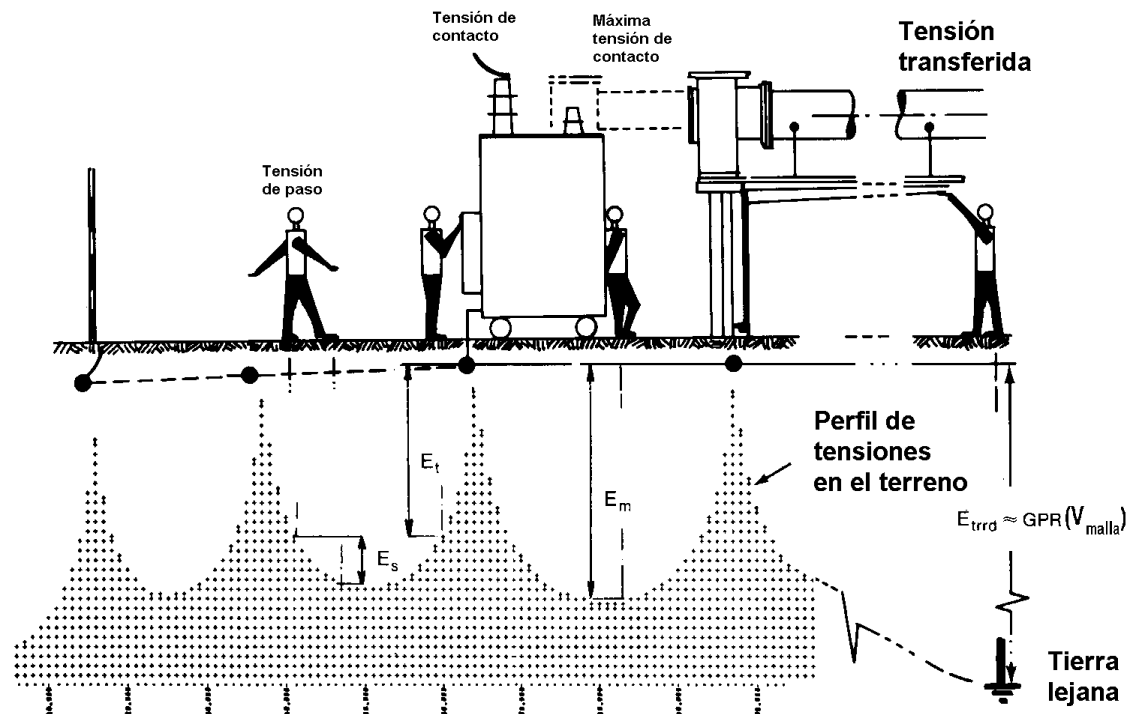 Tensión de
contacto
Máxima
tensión de
contacto
Tensión
transferida
Tensión
de paso
Perfil de
tensiones
en el terreno
E_t
E_m
E_s
E_trrd ≈ GPR(V_malla)
Tierra
lejana